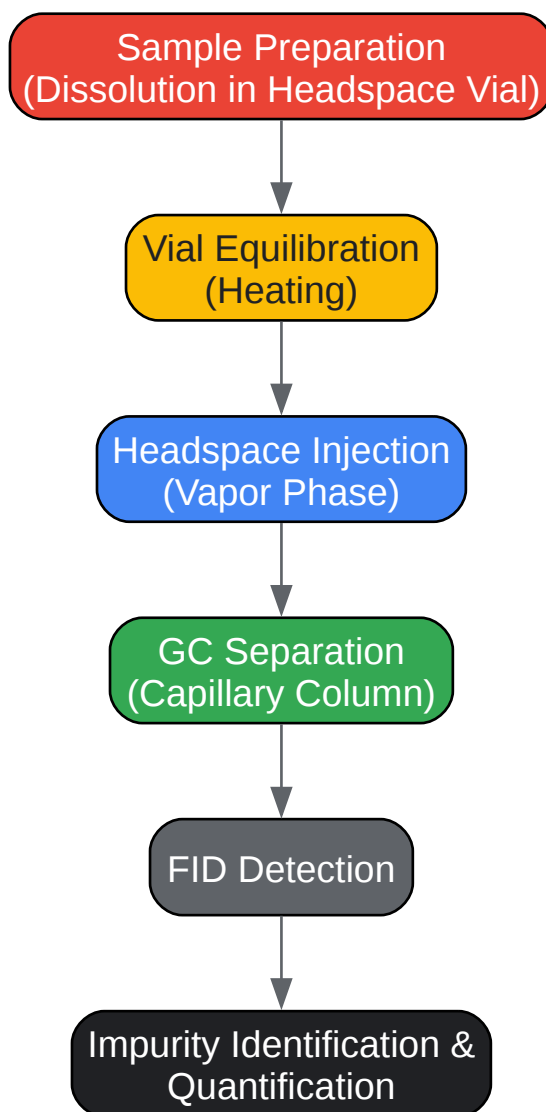 Sample Preparation
(Dissolution in Headspace Vial)
Vial Equilibration
(Heating)
Headspace Injection
(Vapor Phase)
GC Separation
(Capillary Column)
FID Detection
Impurity Identification &
Quantification